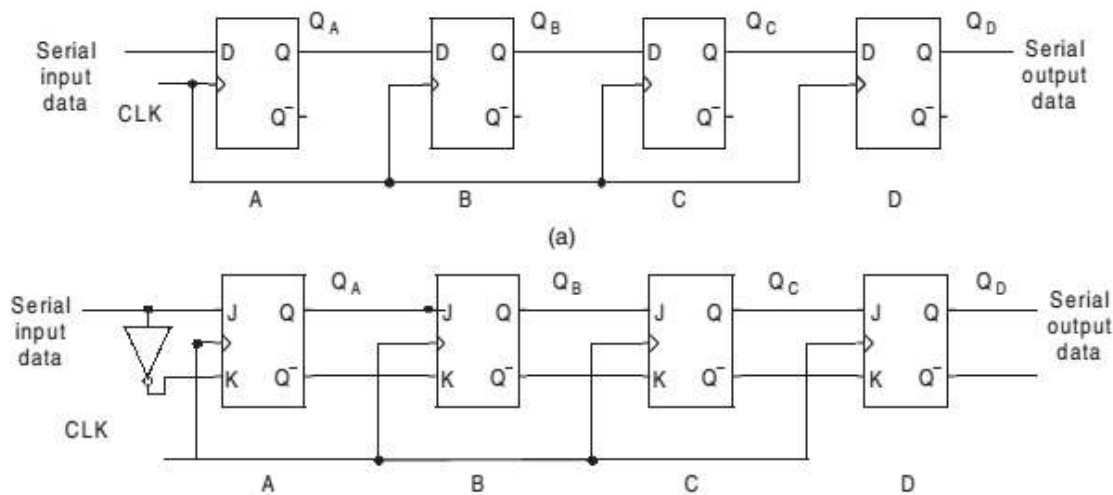 Q_A Q_B Q_C Q_D
Serial input data
D Q D Q D Q D Q
Serial output data
CLK
Q̄ Q̄ Q̄ Q̄
A B C D
(a)
Q_A Q_B Q_C Q_D
Serial input data
J Q J Q J Q J Q
Serial output data
K Q̄ K Q̄ K Q̄ K Q̄
CLK
A B C D